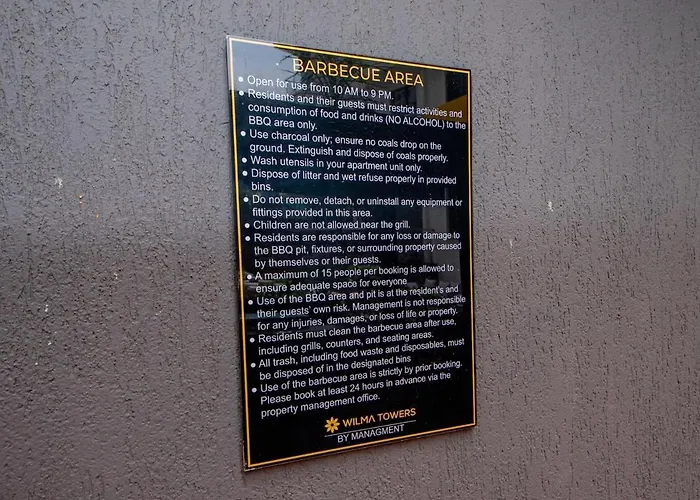 BARBECUE AREA
• Open for use from 10 AM to 9 PM.
• Residents and their guests must restrict activities and
consumption of food and drinks (NO ALCOHOL) to the
BBQ area only.
• Use charcoal only; ensure no coals drop on the
ground. Extinguish and dispose of coals properly.
• Wash utensils in your apartment unit only.
• Dispose of litter and wet refuse properly in provided
bins.
• Do not remove, detach, or uninstall any equipment or
fittings provided in this area.
• Children are not allowed near the grill.
• Residents are responsible for any loss or damage to
the BBQ pit, fixtures, or surrounding property caused
by themselves or their guests.
• A maximum of 15 people per booking is allowed to
ensure adequate space for everyone
• Use of the BBQ area and pit is at the resident's and
their guests' own risk. Management is not responsible
for any injuries, damages, or loss of life or property.
• Residents must clean the barbecue area after use,
including grills, counters, and seating areas.
• All trash, including food waste and disposables, must
be disposed of in the designated bins
• Use of the barbecue area is strictly by prior booking.
Please book at least 24 hours in advance via the
property management office.
WILMA TOWERS
BY MANAGMENT